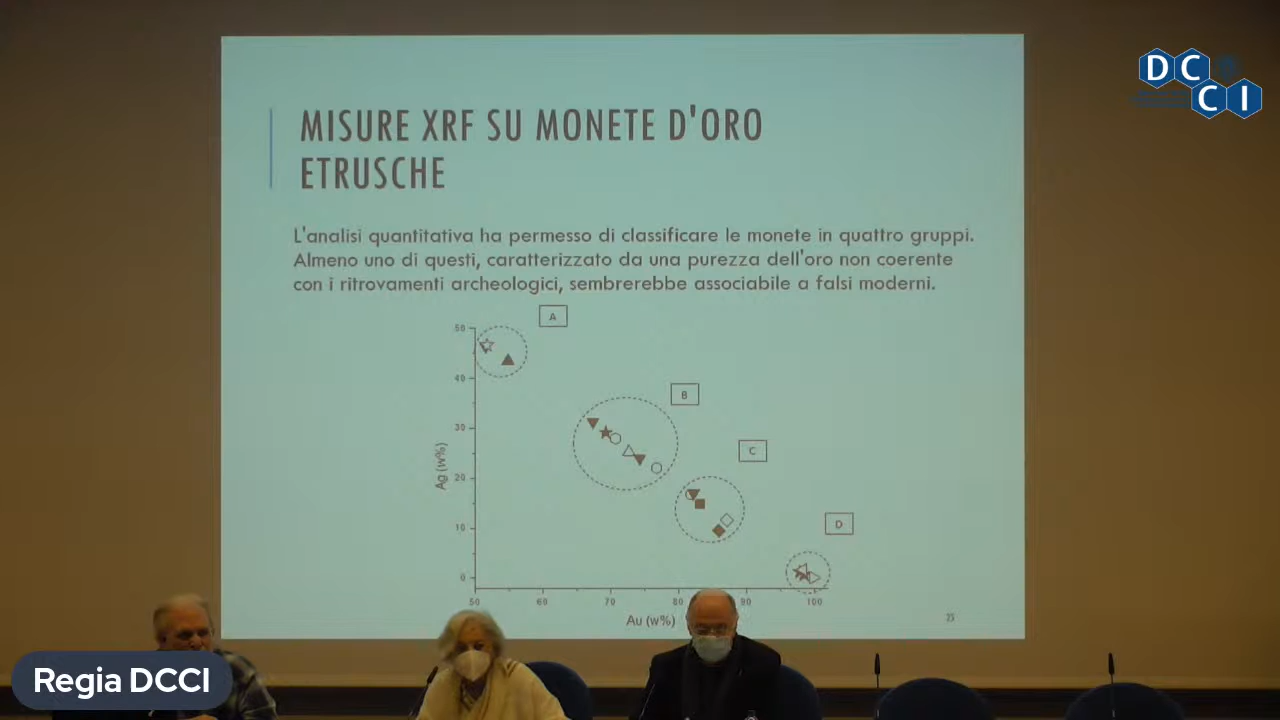 DC
CI
MISURE XRF SU MONETE D'ORO
ETRUSCHE
L'analisi quantitativa ha permesso di classificare le monete in quattro gruppi.
Almeno uno di questi, caratterizzato da una purezza dell'oro non coerente
con i ritrovamenti archeologici, sembrerebbe associabile a falsi moderni.
A
B
C
D
50
40
30
20
10
0
Ag (w%)
50 60 70 80 90 100
Au (w%)
Regia DCCI